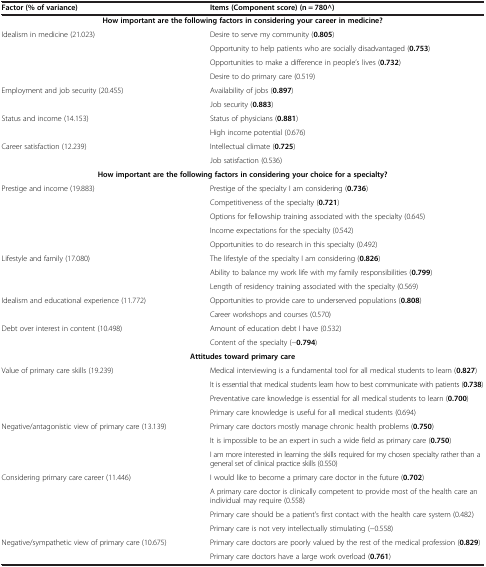 Factor (% of variance) Items (Component score) (n = 780^)
How important are the following factors in considering your career in medicine?
Idealism in medicine (21.023) Desire to serve my community (0.805)
Opportunity to help patients who are socially disadvantaged (0.753)
Opportunities to make a difference in people's lives (0.732)
Desire to do primary care (0.519)
Employment and job security (20.455) Availability of jobs (0.897)
Job security (0.883)
Status and income (14.153) Status of physicians (0.881)
High income potential (0.676)
Career satisfaction (12.239) Intellectual climate (0.725)
Job satisfaction (0.536)
How important are the following factors in considering your choice for a specialty?
Prestige and income (19.883) Prestige of the specialty I am considering (0.736)
Competitiveness of the specialty (0.721)
Options for fellowship training associated with the specialty (0.645)
Income expectations for the specialty (0.542)
Opportunities to do research in this specialty (0.492)
Lifestyle and family (17.080) The lifestyle of the specialty I am considering (0.826)
Ability to balance my work life with my family responsibilities (0.799)
Length of residency training associated with the specialty (0.569)
Idealism and educational experience (11.772) Opportunities to provide care to underserved populations (0.808)
Career workshops and courses (0.570)
Debt over interest in content (10.498) Amount of education debt I have (0.532)
Content of the specialty (−0.794)
Attitudes toward primary care
Value of primary care skills (19.239) Medical interviewing is a fundamental tool for all medical students to learn (0.827)
It is essential that medical students learn how to best communicate with patients (0.738)
Preventative care knowledge is essential for all medical students to learn (0.700)
Primary care knowledge is useful for all medical students (0.694)
Negative/antagonistic view of primary care (13.139) Primary care doctors mostly manage chronic health problems (0.750)
It is impossible to be an expert in such a wide field as primary care (0.750)
I am more interested in learning the skills required for my chosen specialty rather than a
general set of clinical practice skills (0.550)
Considering primary care career (11.446) I would like to become a primary care doctor in the future (0.702)
A primary care doctor is clinically competent to provide most of the health care an
individual may require (0.558)
Primary care should be a patient's first contact with the health care system (0.482)
Primary care is not very intellectually stimulating (−0.558)
Negative/sympathetic view of primary care (10.675) Primary care doctors are poorly valued by the rest of the medical profession (0.829)
Primary care doctors have a large work overload (0.761)